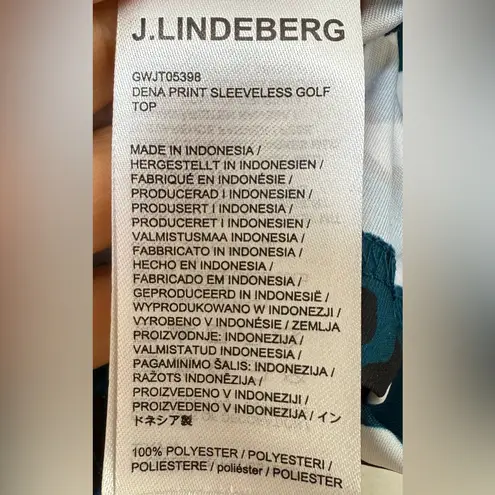 J.LINDEBERG
GWJT05398
DENA PRINT SLEEVELESS GOLF
TOP
MADE IN INDONESIA /
HERGESTELLT IN INDONESIEN /
FABRIQUÉ EN INDONÉSIE /
PRODUCERAD I INDONESIEN /
PRODUSERT I INDONESIA /
PRODUCERET I INDONESIEN /
VALMISTUSMAA INDONESIA /
FABBRICATO IN INDONESIA /
HECHO EN INDONESIA /
FABRICADO EM INDONESIA /
GEPRODUCEERD IN INDONESIË /
WYPRODUKOWANO W INDONEZJI /
VYROBENO V INDONÉSIE / ZEMLJA
PROIZVODNJE: INDONEZIJA /
VALMISTATUD INDONEESIA /
PAGAMINIMO ŠALIS: INDONEZIJA /
RAŽOTS INDONĒZIJA /
PROIZVEDENO V INDONEZIJI /
PROIZVEDENO V INDONEZIJA / イン
ドネシア製
100% POLYESTER / POLYESTERI /
POLIESTERE / poliéster / POLIESTER